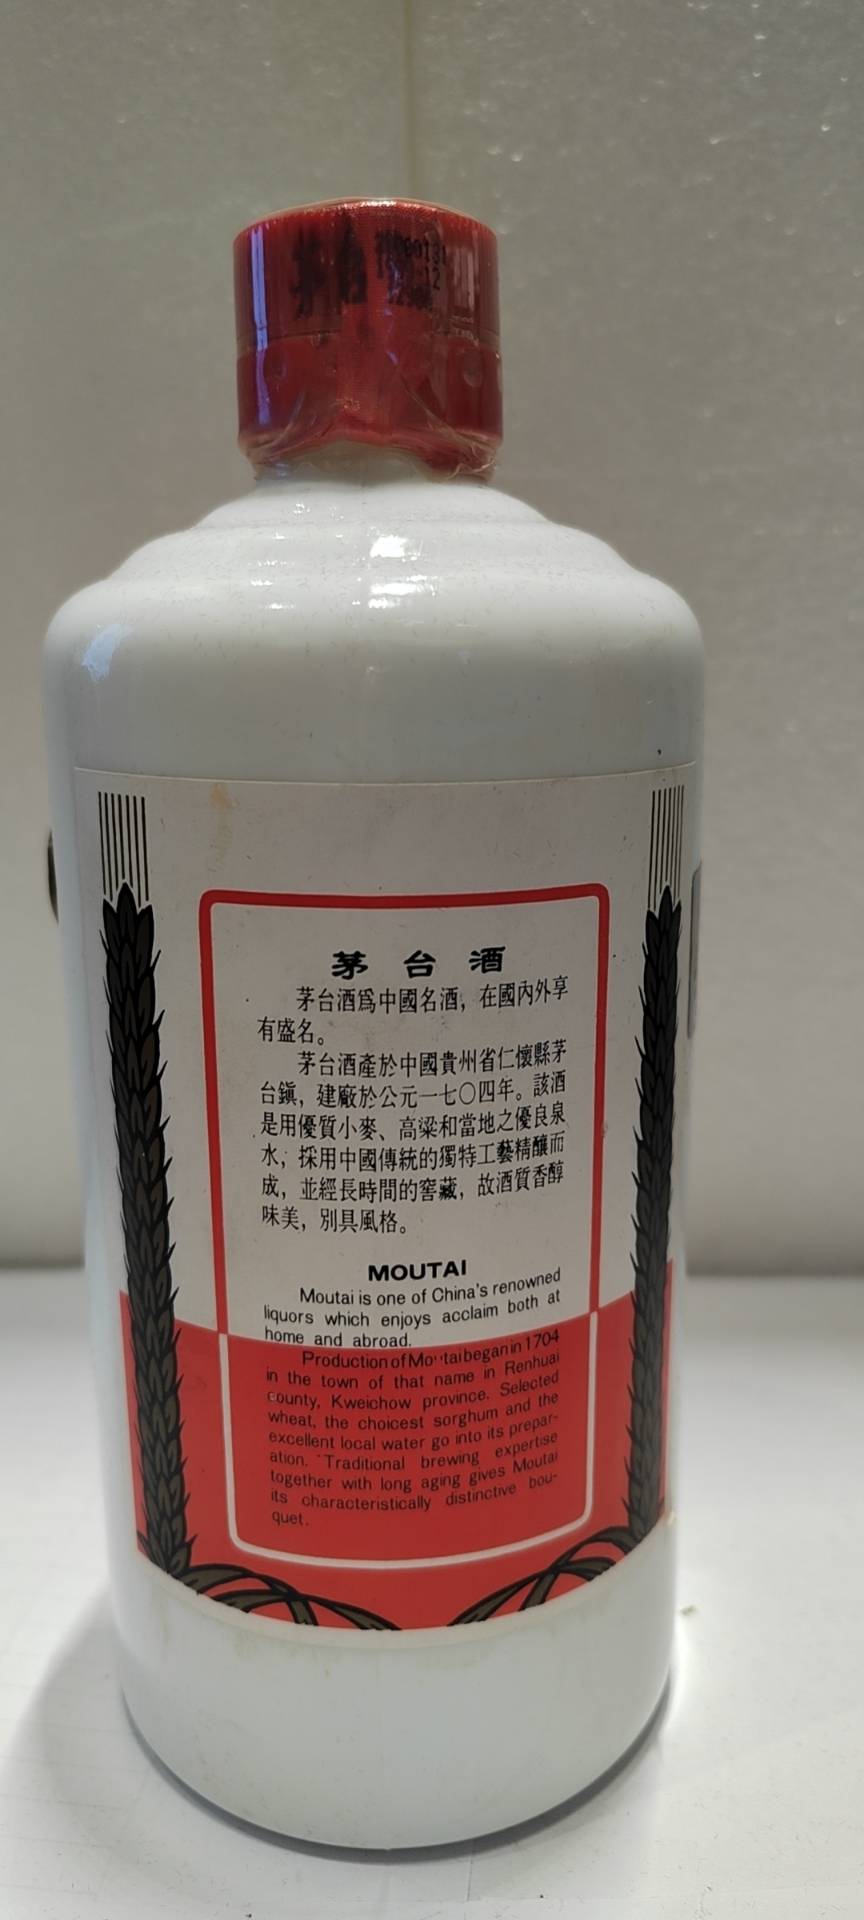 茅台
茅台酒
茅台酒爲中國名酒，在國內外享
有盛名。
茅台酒產於中國貴州省仁懷縣茅
台鎭，建廠於公元一七〇四年。該酒
是用優質小麥、高粱和當地之優良泉
水，採用中國傳統的獨特工藝精釀而
成，並經長時間的窖藏，故酒質香醇
味美，別具風格。
MOUTAI
Moutai is one of China's renowned
liquors which enjoys acclaim both at
home and abroad.
Production of Moutai began in 1704
in the town of that name in Renhuai
county, Kweichow province. Selected
wheat, the choicest sorghum and the
excellent local water go into its prepar-
ation. Traditional brewing expertise
together with long aging gives Moutai
its characteristically distinctive bou-
quet.